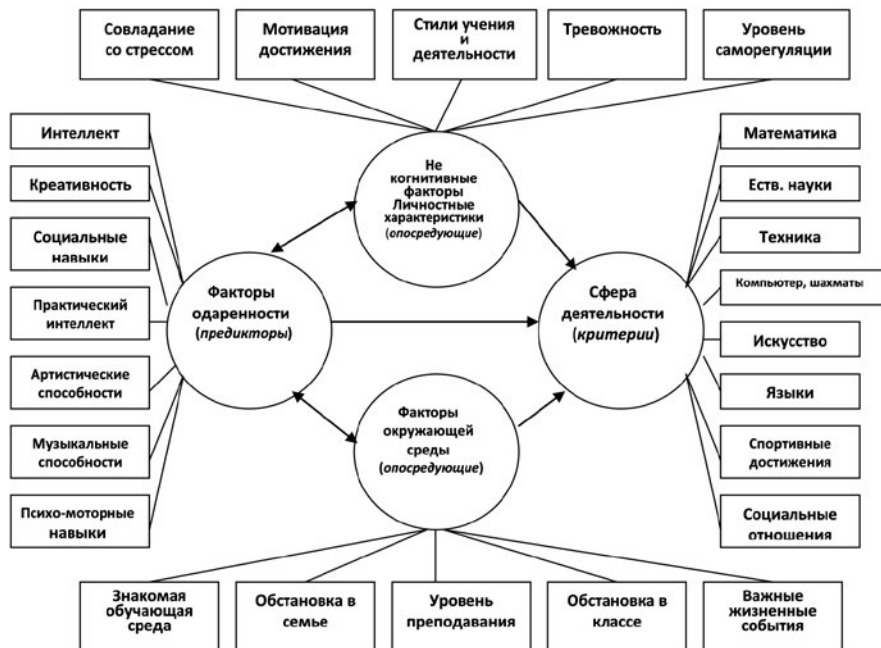 Совладание
со стрессом
Мотивация
достижения
Стили учения
и
деятельности
Тревожность
Уровень
саморегуляции
Интеллект
Креативность
Социальные
навыки
Практический
интеллект
Артистические
способности
Музыкальные
способности
Психо-моторные
навыки
Не
когнитивные
факторы
Личностные
характеристики
(опосредующие)
Факторы
одаренности
(предикторы)
Сфера
деятельности
(критерии)
Факторы
окружающей
среды
(опосредующие)
Математика
Еств. науки
Техника
Компьютер, шахматы
Искусство
Языки
Спортивные
достижения
Социальные
отношения
Знакомая
обучающая
среда
Обстановка в
семье
Уровень
преподавания
Обстановка в
классе
Важные
жизненные
события